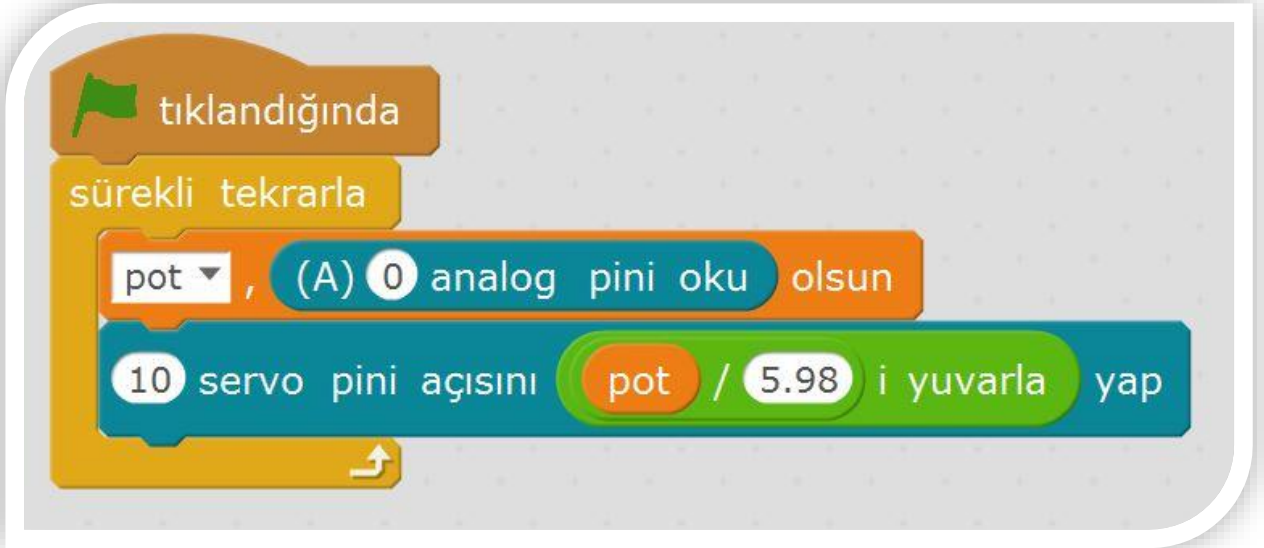 tıklandığında
sürekli tekrarla
pot , (A) 0 analog pini oku olsun
10 servo pini açısını pot / 5.98 i yuvarla yap